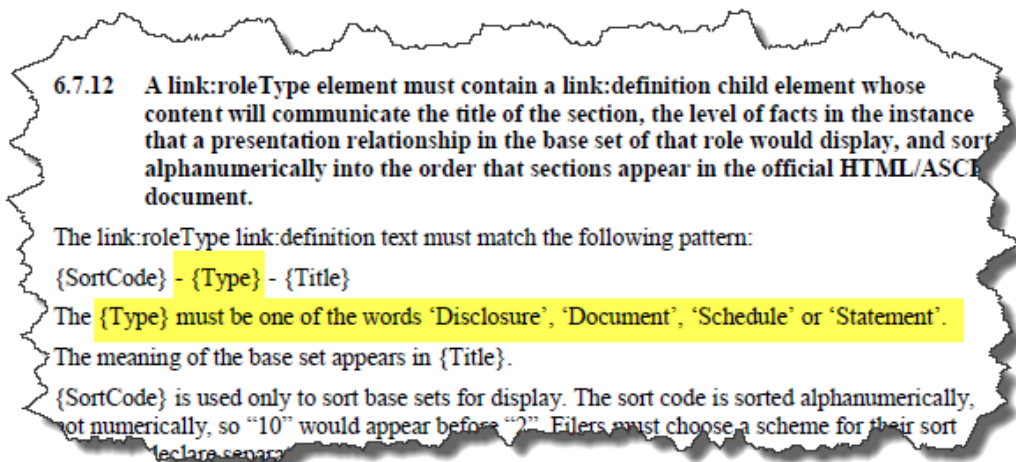 6.7.12 A link:roleType element must contain a link:definition child element whose
content will communicate the title of the section, the level of facts in the instance
that a presentation relationship in the base set of that role would display, and sort
alphanumerically into the order that sections appear in the official HTML/ASCI
document.
The link:roleType link:definition text must match the following pattern:
{SortCode} - {Type} - {Title}
The {Type} must be one of the words ‘Disclosure’, ‘Document’, ‘Schedule’ or ‘Statement’.
The meaning of the base set appears in {Title}.
{SortCode} is used only to sort base sets for display. The sort code is sorted alphanumerically,
not numerically, so “10” would appear before “2”. Filers must choose a scheme for their sort
declare